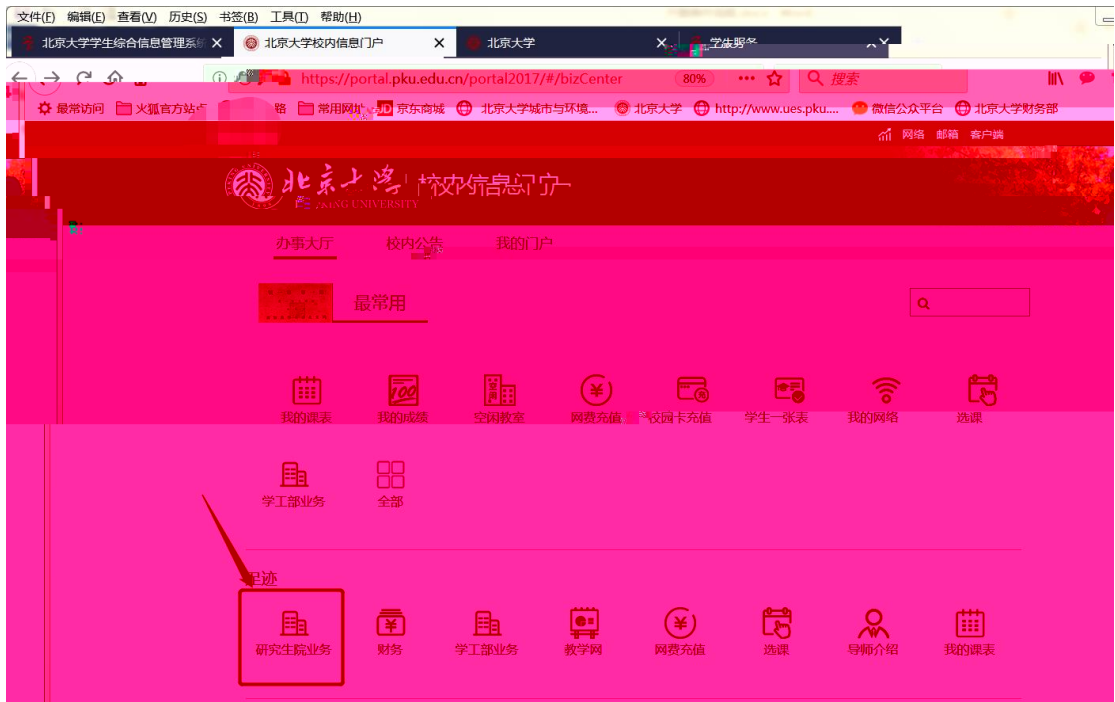 文件(F) 编辑(E) 查看(V) 历史(S) 书签(B) 工具(T) 帮助(H)
北京大学学生综合信息管理系统 北京大学校内信息门户 北京大学
https://portal.pku.edu.cn/portal2017/#/bizCenter 80% 搜索
最常访问 火狐官方站点 常用网址 JD 京东商城 北京大学城市与环境... 北京大学 http://www.ues.pku.... 微信公众平台 北京大学财务部
网络 邮箱 客户端
北京大学 校内信息门户
UNIVERSITY
办事大厅 校内公告 我的门户
最常用
我的课表 我的成绩 空闲教室 网费充值 校园卡充值 学生一张表 我的网络 选课
学工部业务 全部
足迹
研究生院业务 财务 学工部业务 教学网 网费充值 选课 导师介绍 我的课表